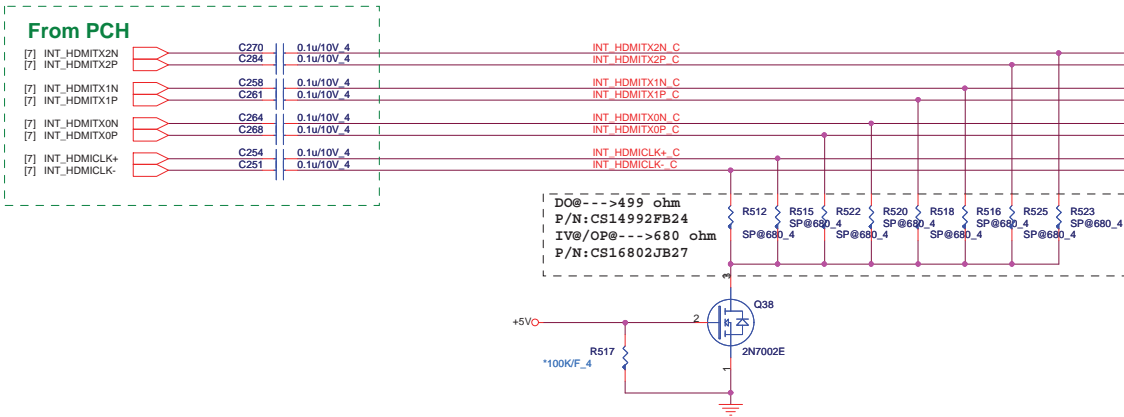 From PCH
[7] INT_HDMITX2N C270 0.1u/10V_4 INT_HDMITX2N_C
[7] INT_HDMITX2P C284 0.1u/10V_4 INT_HDMITX2P_C
[7] INT_HDMITX1N C258 0.1u/10V_4 INT_HDMITX1N_C
[7] INT_HDMITX1P C261 0.1u/10V_4 INT_HDMITX1P_C
[7] INT_HDMITX0N C264 0.1u/10V_4 INT_HDMITX0N_C
[7] INT_HDMITX0P C268 0.1u/10V_4 INT_HDMITX0P_C
[7] INT_HDMICLK+ C254 0.1u/10V_4 INT_HDMICLK+_C
[7] INT_HDMICLK- C251 0.1u/10V_4 INT_HDMICLK-_C
DO@--->499 ohm
P/N:CS14992FB24
IV@/OP@--->680 ohm
P/N:CS16802JB27
R512 R515 R522 R520 R518 R516 R525 R523
SP@680_4 SP@680_4 SP@680_4 SP@680_4
SP@680_4 SP@680_4 SP@680_4 SP@680_4
3
Q38
+5V 2
2N7002E
R517
*100K/F_4
1